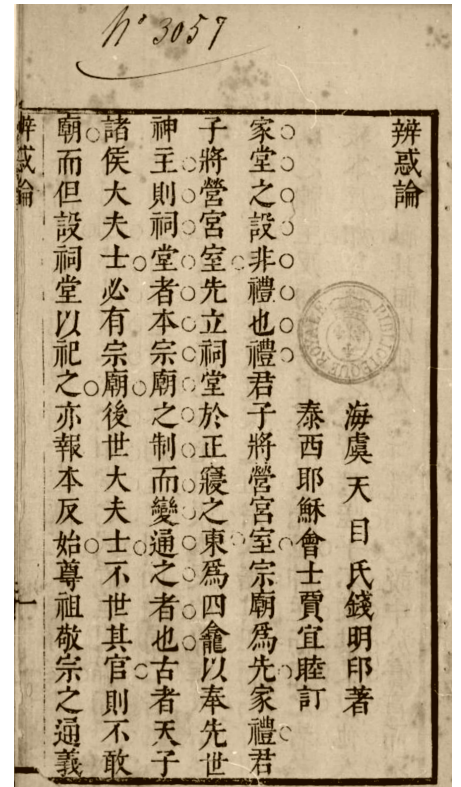 nº 3057
辨惑論
海虞天目氏錢明印著
泰西耶穌會士賈宜睦訂
家堂之設非禮也禮君子將營宮室宗廟爲先家禮君
子將營宮室先立祠堂於正寢之東爲四龕以奉先世
神主則祠堂者本宗廟之制而變通之者也古者天子
諸侯大夫士必有宗廟後世大夫士不世其官則不敢
廟而但設祠堂以祀之亦報本反始尊祖敬宗之通義
辨惑論
一